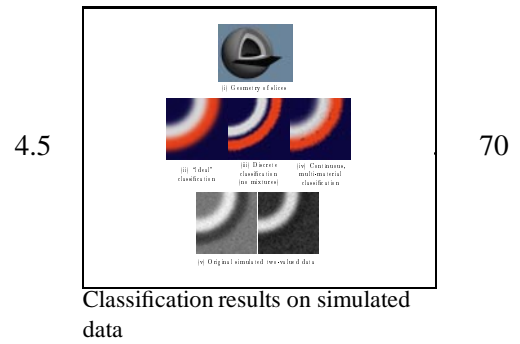 4.5
(i) Geometry of slices
(ii) "Ideal"
classification
(iii) Discrete
classification
(no mixtures)
(iv) Continuous,
multi-material
classification
(v) Original simulated two-valued data
70
Classification results on simulated
data